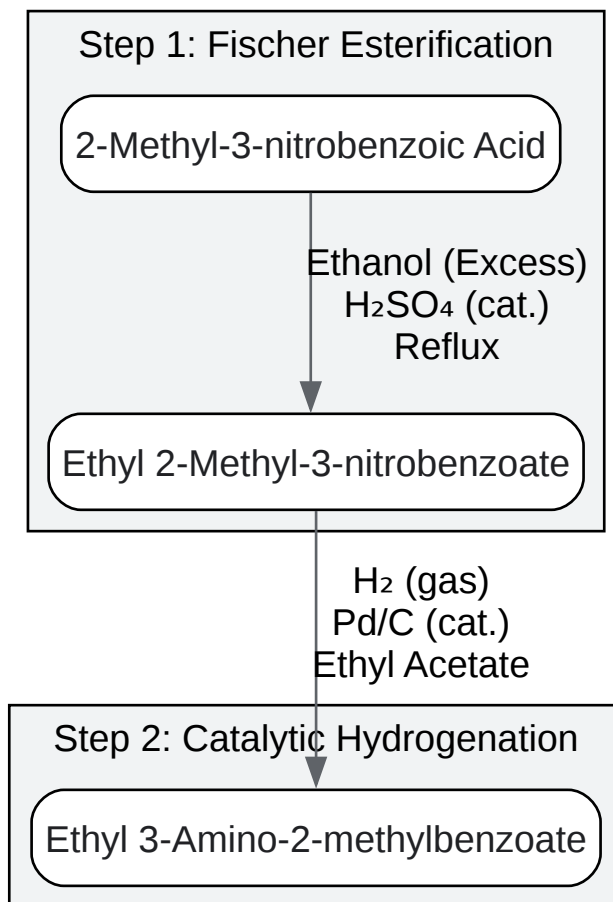 Step 1: Fischer Esterification
2-Methyl-3-nitrobenzoic Acid
Ethanol (Excess)
H₂SO₄ (cat.)
Reflux
Ethyl 2-Methyl-3-nitrobenzoate
H₂ (gas)
Pd/C (cat.)
Ethyl Acetate
Step 2: Catalytic Hydrogenation
Ethyl 3-Amino-2-methylbenzoate